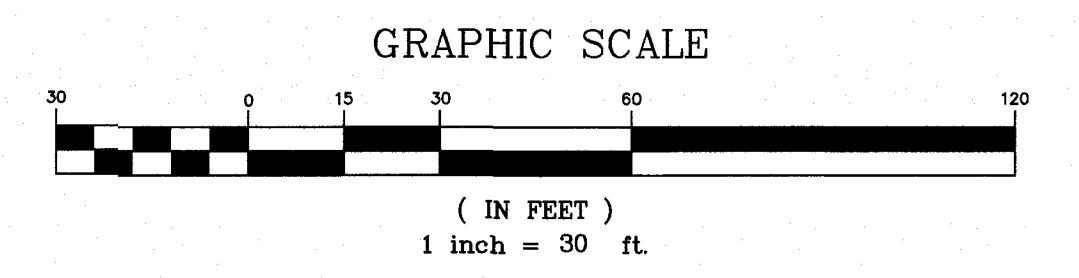 GRAPHIC SCALE
30 0 15 30 60 120
( IN FEET )
1 inch = 30 ft.